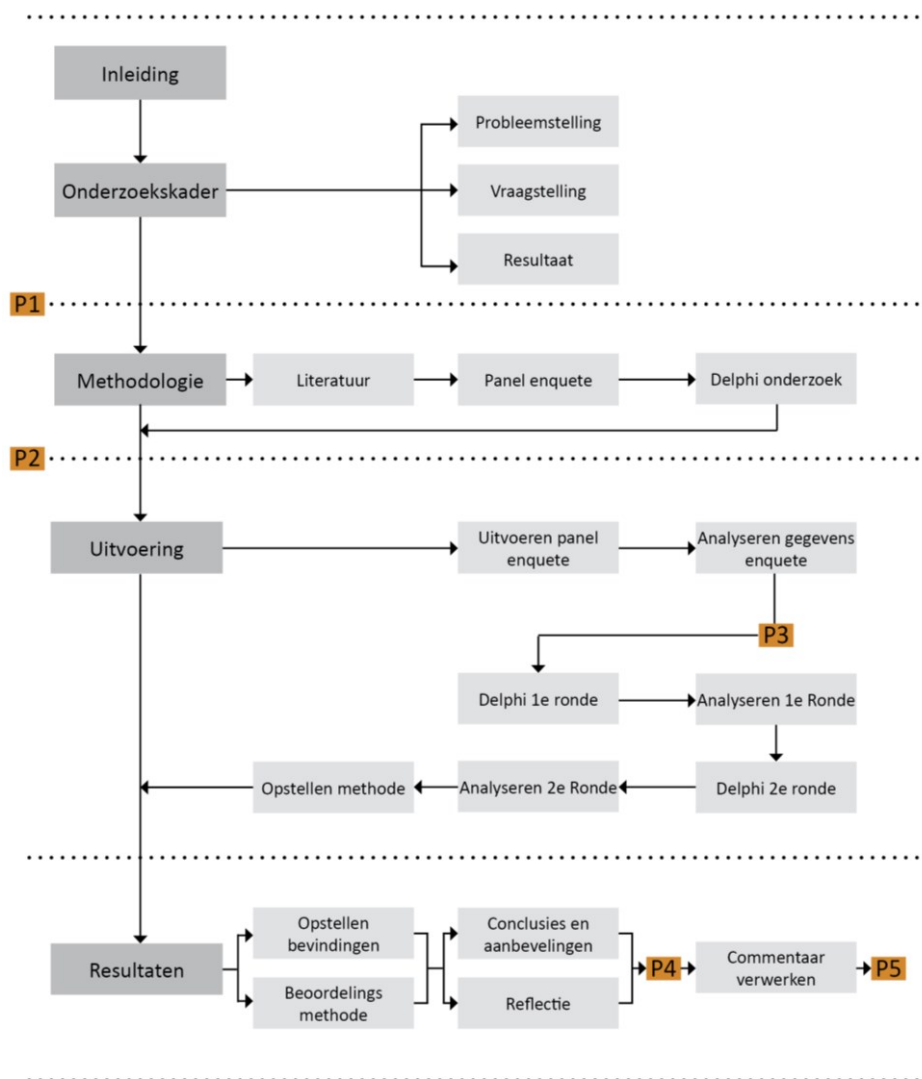 Inleiding
Probleemstelling
Onderzoekskader
Vraagstelling
Resultaat
P1
Methodologie
Literatuur
Panel enquete
Delphi onderzoek
P2
Uitvoering
Uitvoeren panel
enquete
Analyseren gegevens
enquete
P3
Delphi 1e ronde
Analyseren 1e Ronde
Opstellen methode
Analyseren 2e Ronde
Delphi 2e ronde
Resultaten
Opstellen
bevindingen
Beoordelings
methode
Conclusies en
aanbevelingen
Reflectie
P4
Commentaar
verwerken
P5